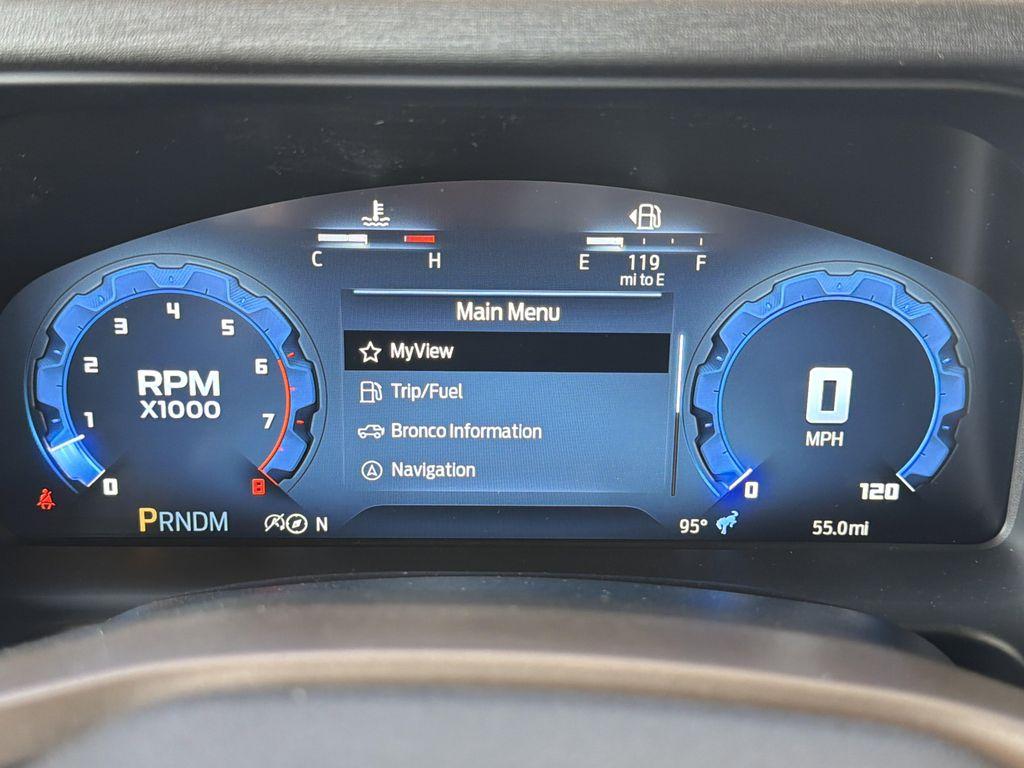 C H
E 119 F
mi to E
Main Menu
MyView
Trip/Fuel
Bronco Information
Navigation
0 1 2 3 4 5 6 7 8
RPM
X1000
0
MPH
0 120
PRNDM
N
95°
55.0mi